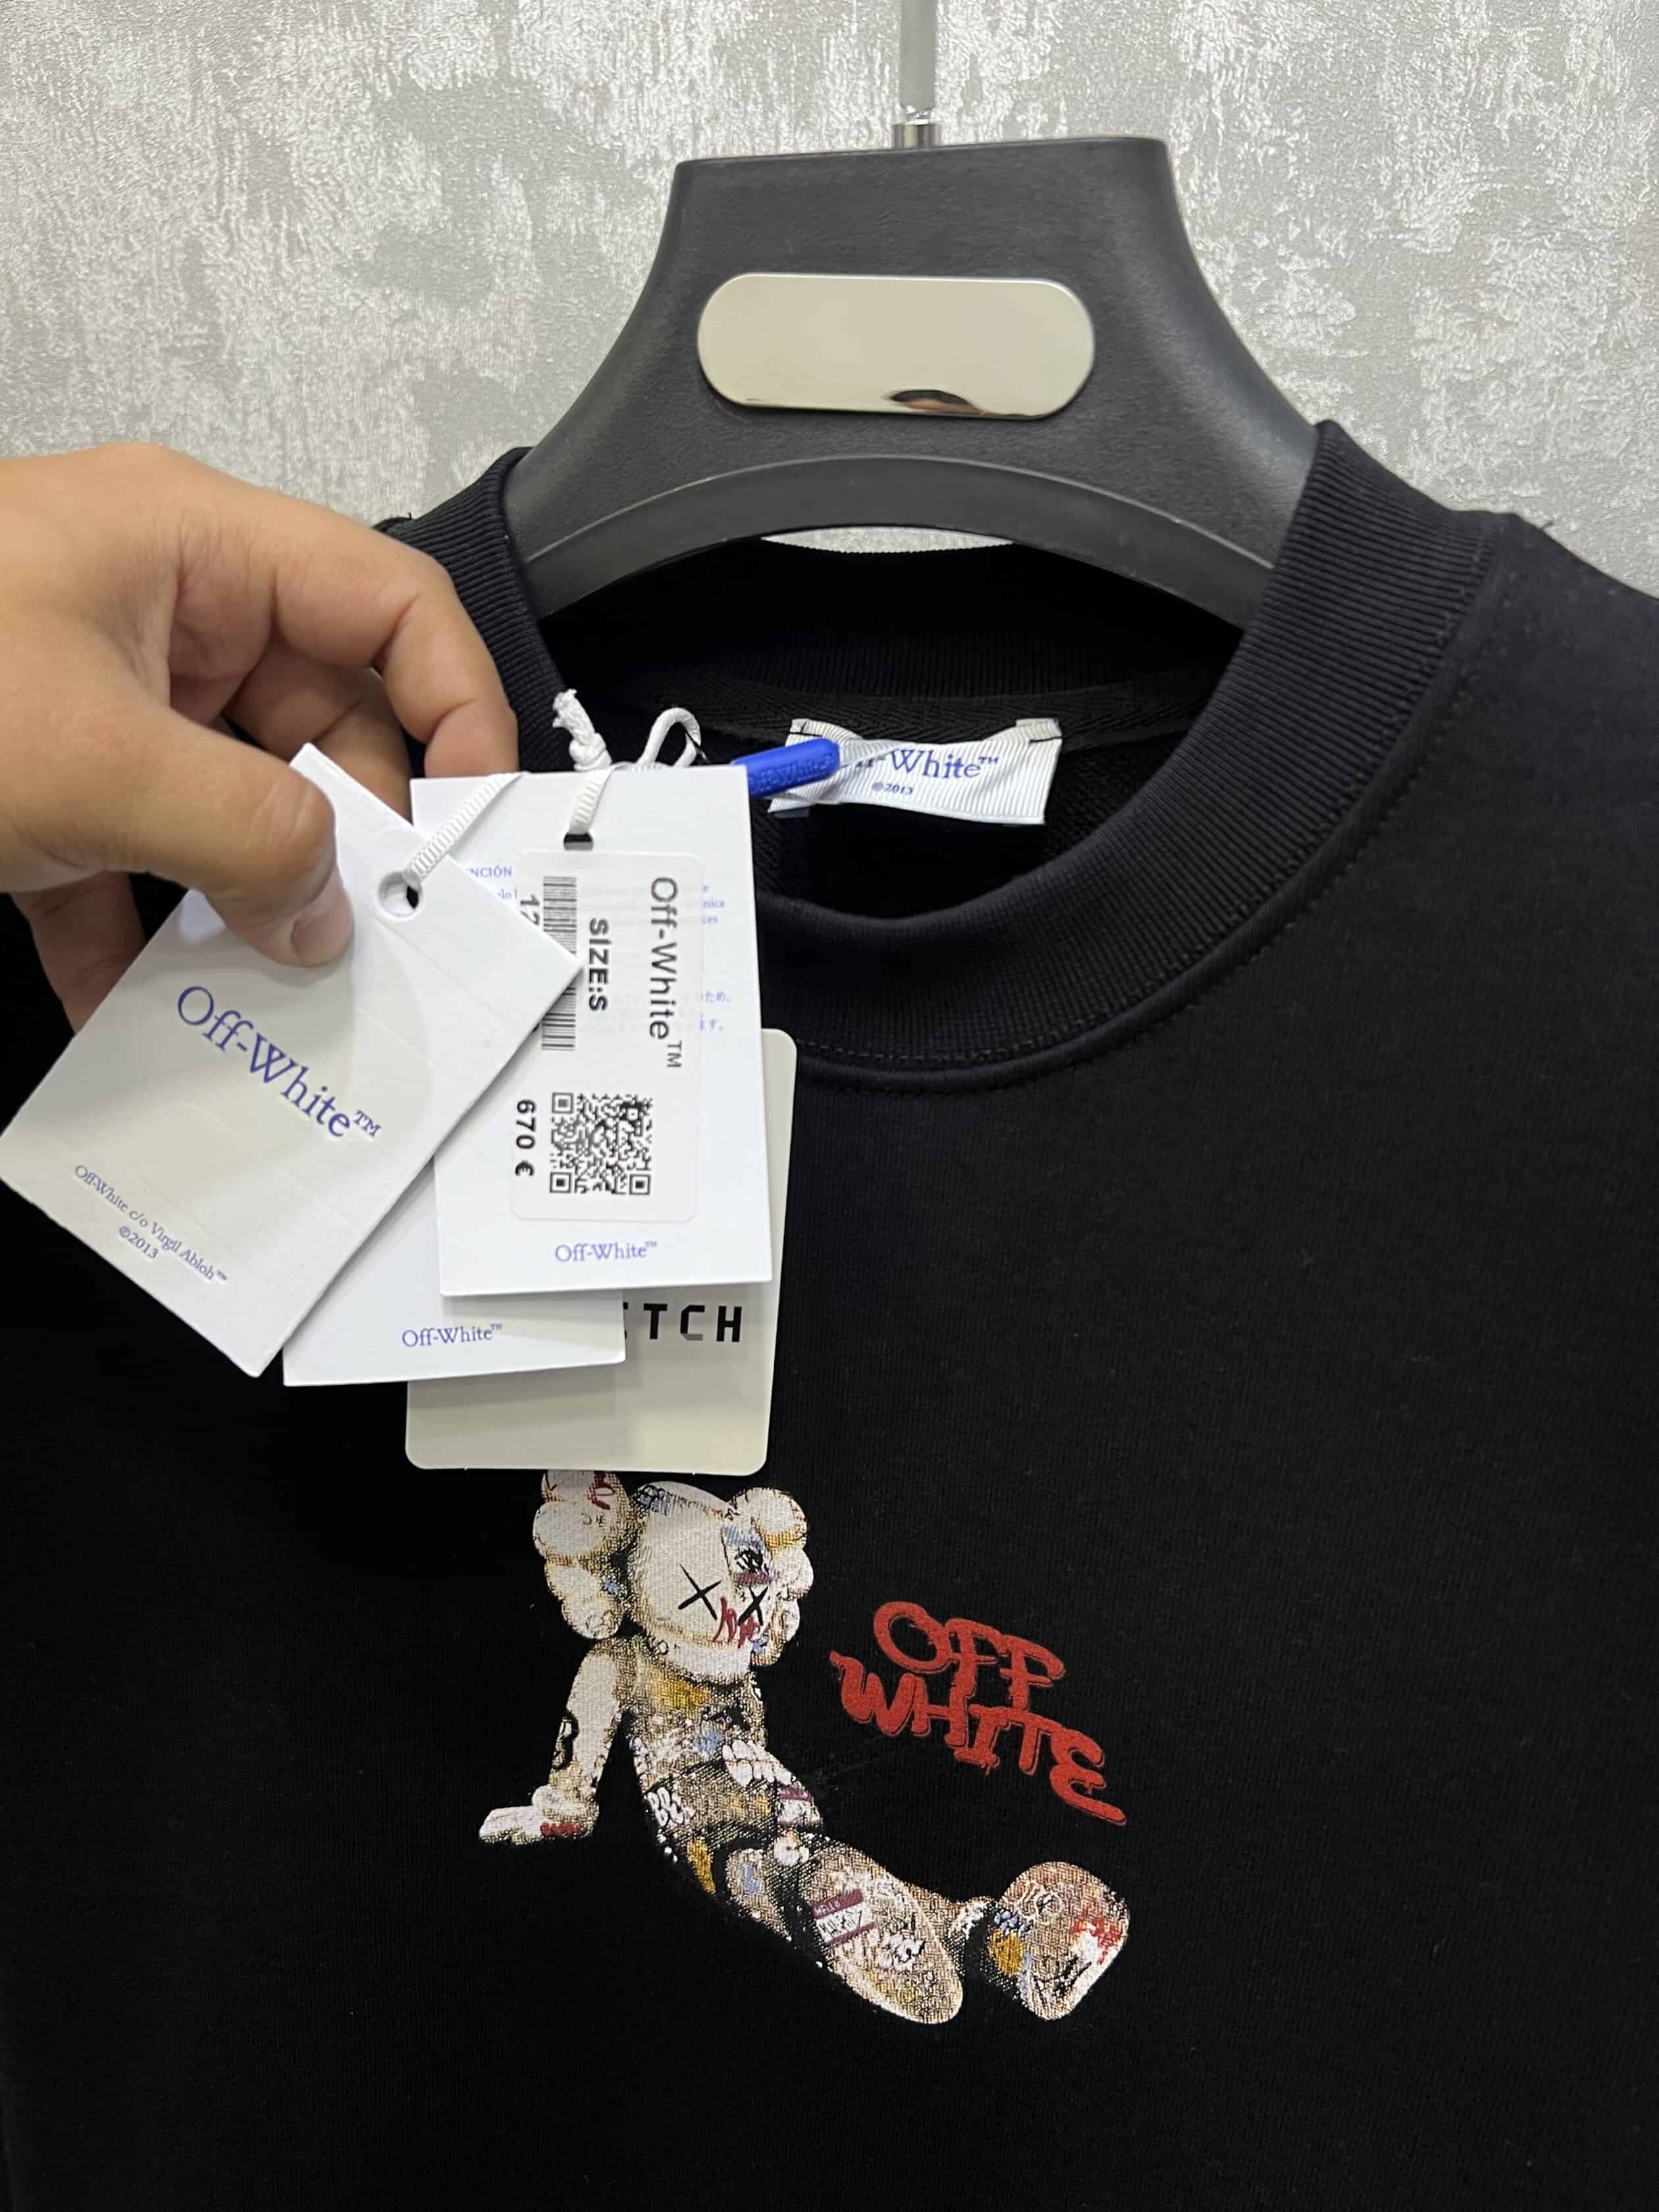 Off-White™
©2013
Off-White™
Off-White c/o Virgil Abloh™
©2013
Off-White™
SIZE:S
670 €
Off-White™
Off-White™
TCH
OFF
WHITE